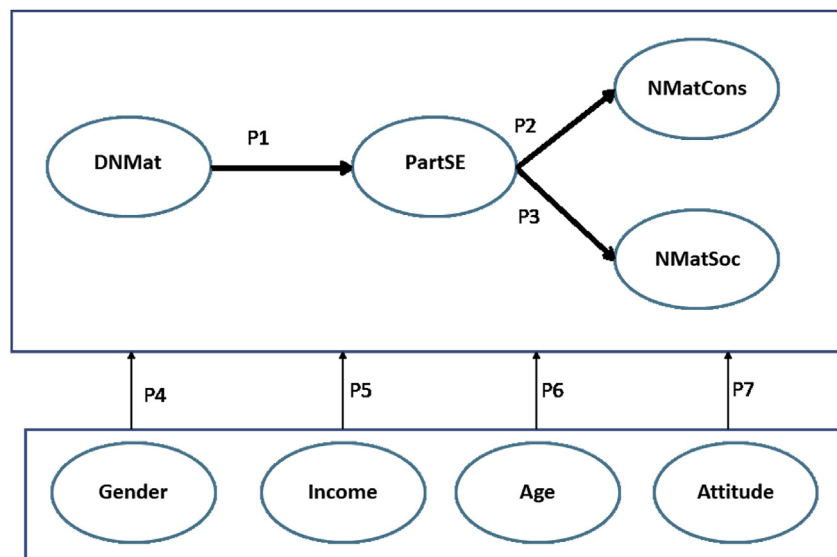 NMatCons
P1
P2
DNMat
PartSE
P3
NMatSoc
P4
P5
P6
P7
Gender
Income
Age
Attitude